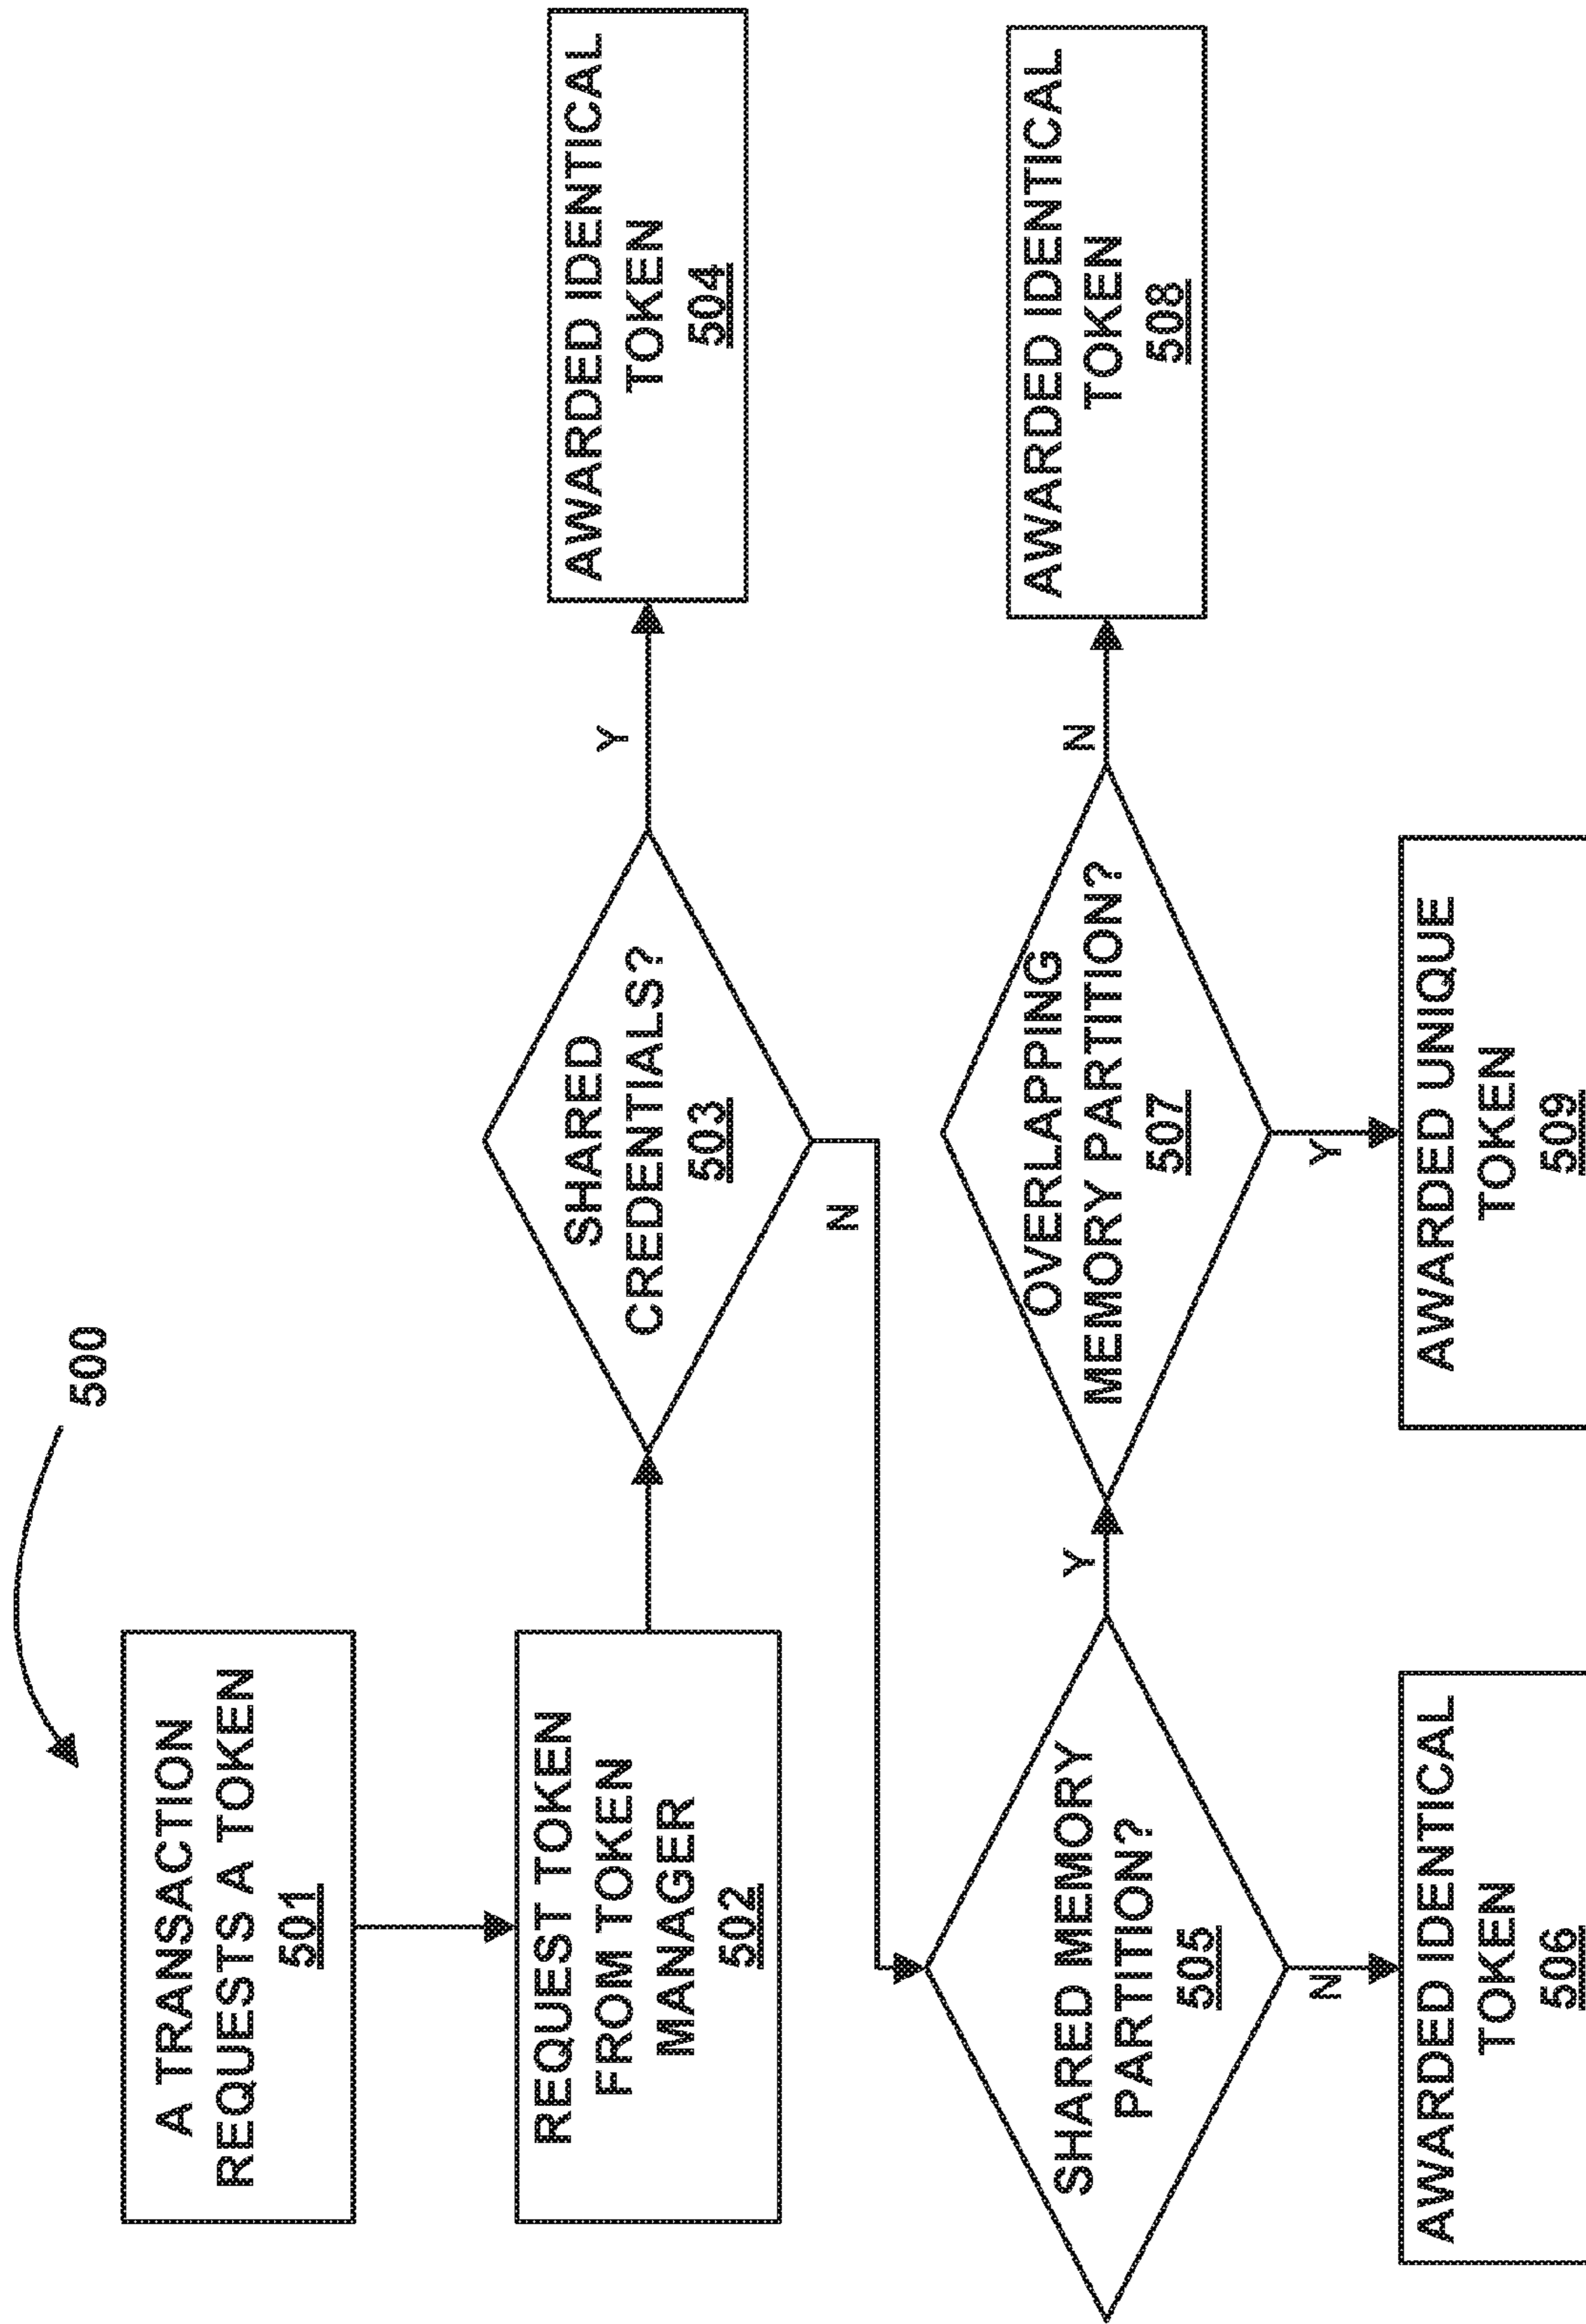 500
A TRANSACTION
REQUESTS A TOKEN
501
REQUEST TOKEN
FROM TOKEN
MANAGER
502
SHARED
CREDENTIALS?
503
Y
AWARDED IDENTICAL
TOKEN
504
N
SHARED MEMORY
PARTITION?
505
Y
OVERLAPPING
MEMORY PARTITION?
507
N
AWARDED IDENTICAL
TOKEN
508
N
AWARDED IDENTICAL
TOKEN
506
Y
AWARDED UNIQUE
TOKEN
509